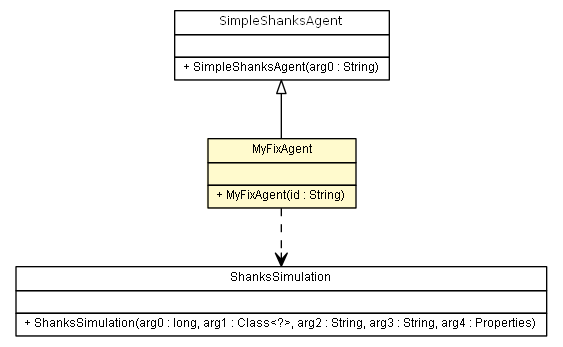 SimpleShanksAgent
+ SimpleShanksAgent(arg0 : String)
MyFixAgent
+ MyFixAgent(id : String)
ShanksSimulation
+ ShanksSimulation(arg0 : long, arg1 : Class<?>, arg2 : String, arg3 : String, arg4 : Properties)